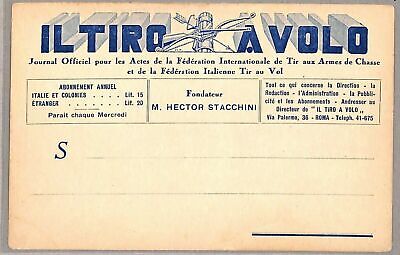 IL TIRO A VOLO
Journal Officiel pour les Actes de la Fédération Internationale de Tir aux Armes de Chasse
et de la Fédération Italienne Tir au Vol
ABONNEMENT ANNUEL
ITALIE ET COLONIES . . . . Lit. 15
ÉTRANGER . . . . . . . Lit. 20
Parait chaque Mercredi
Fondateur
M. HECTOR STACCHINI
Tout ce qui concerne la Direction - la
Redaction - l'Administration - la Publi-
cité et les Abonnements - Andresser au
Directeur de "IL TiRO A VOLO ,,
Via Palermo, 36 - ROMA - Teleph. 41-675
S